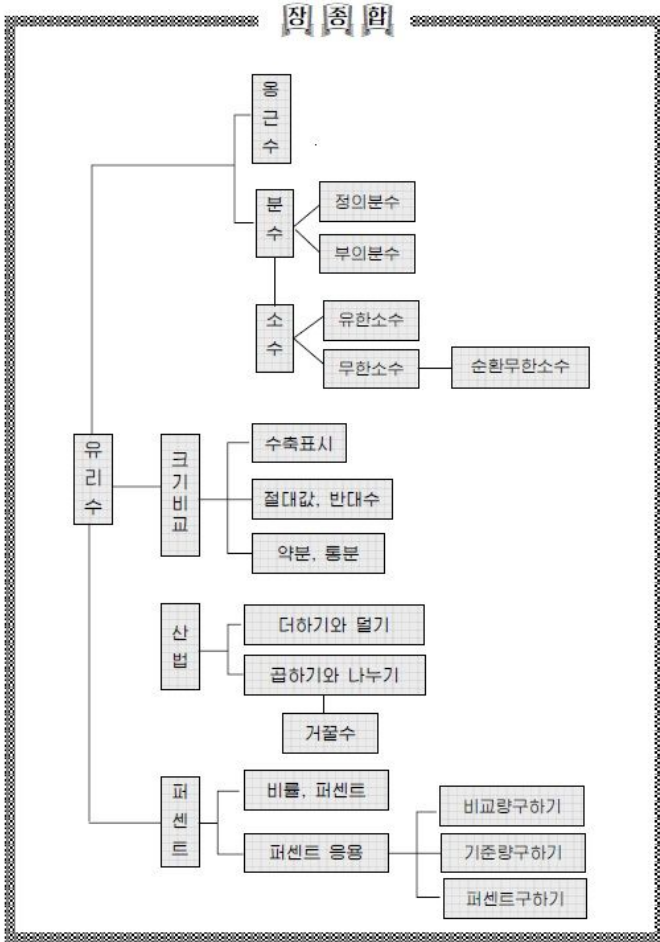 장 종 합
옹근수
분수
정의분수
부의분수
소수
유한소수
무한소수
순환무한소수
유리수
크기비교
수축표시
절대값, 반대수
약분, 통분
산법
더하기와 덜기
곱하기와 나누기
거꿀수
퍼센트
비률, 퍼센트
퍼센트 응용
비교량구하기
기준량구하기
퍼센트구하기